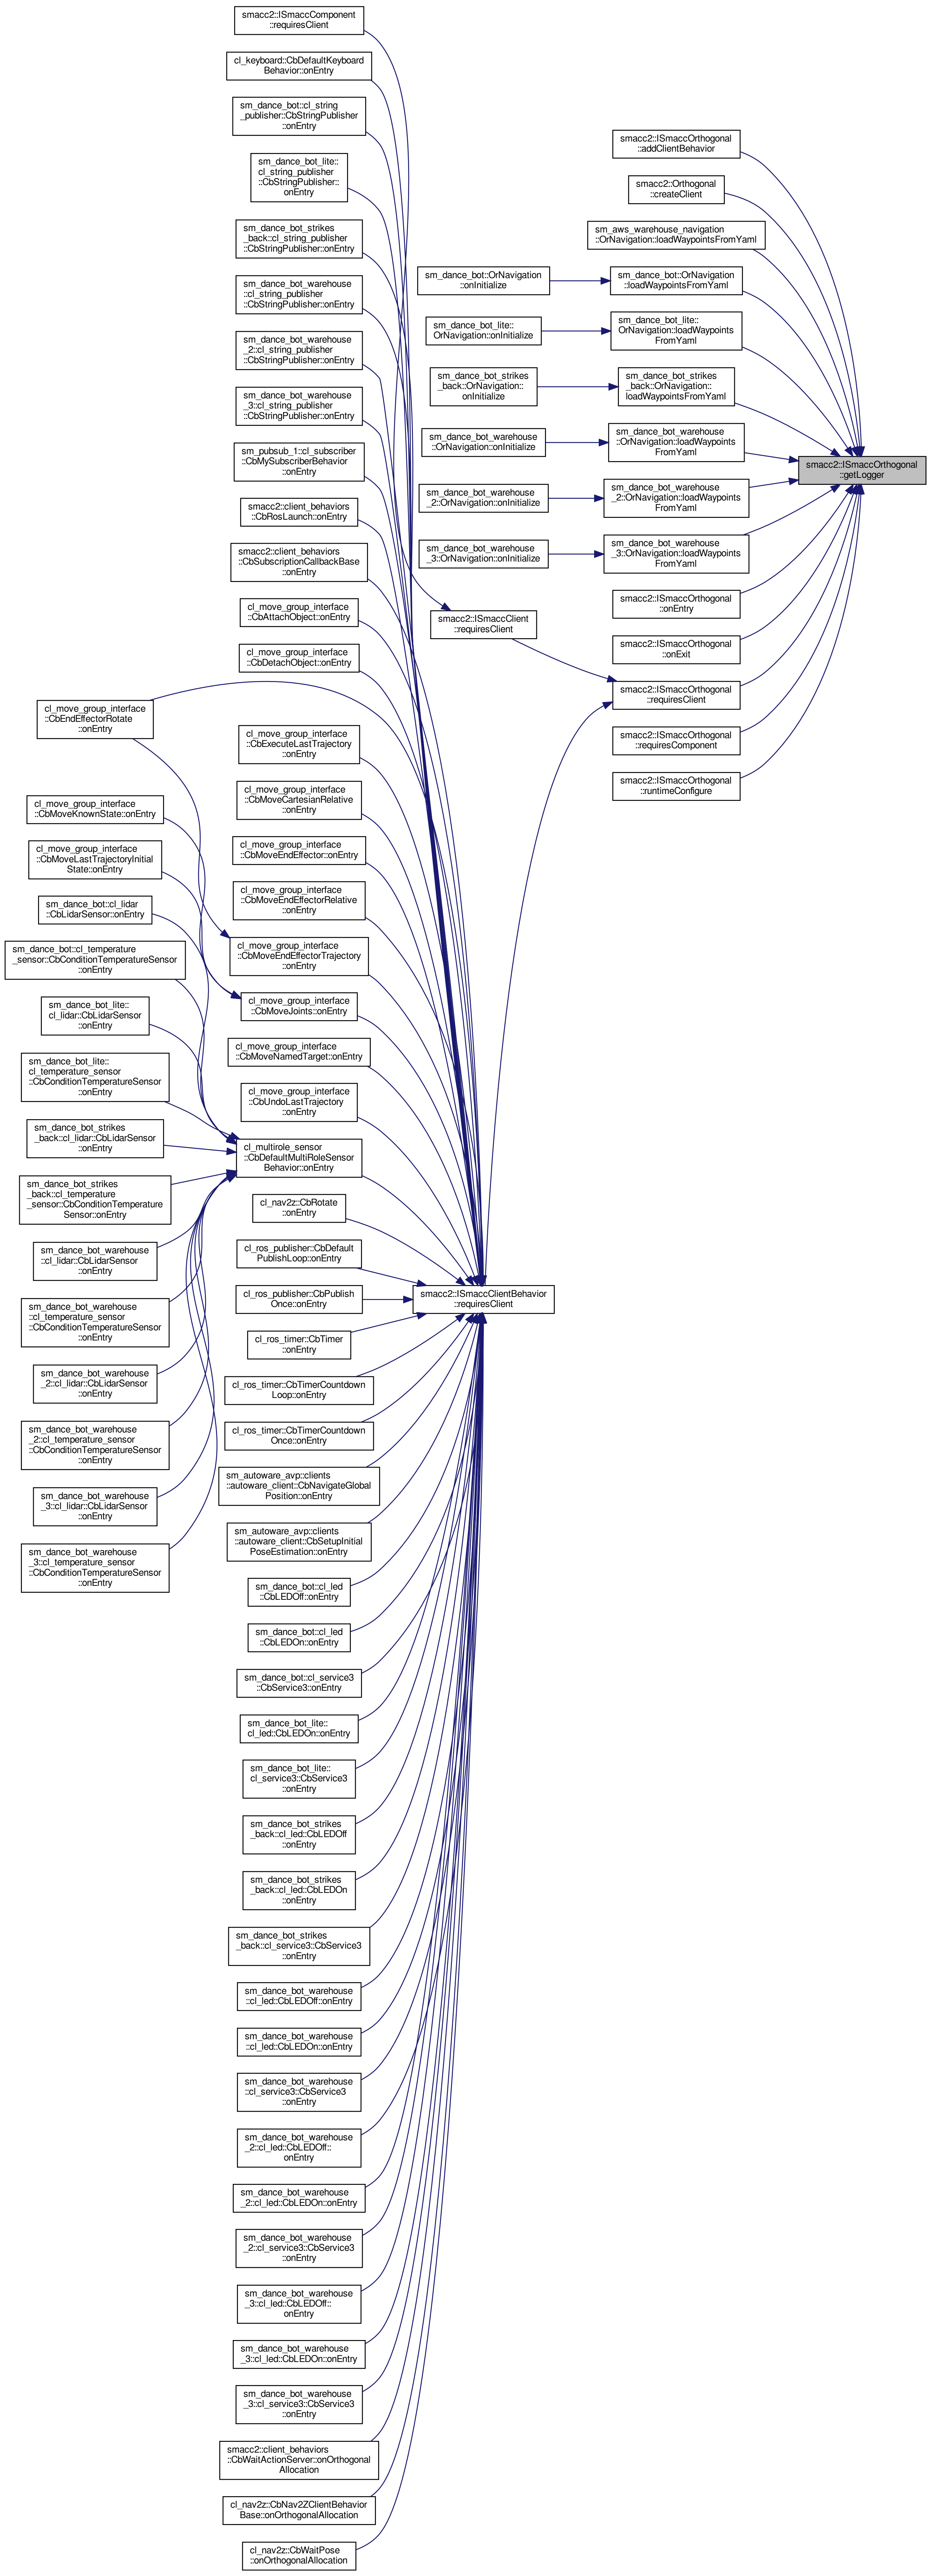 smacc2::ISmaccComponent
::requiresClient
cl_keyboard::CbDefaultKeyboard
Behavior::onEntry
sm_dance_bot::cl_string
_publisher::CbStringPublisher
::onEntry
sm_dance_bot_lite::
cl_string_publisher
::CbStringPublisher::
onEntry
sm_dance_bot_strikes
_back::cl_string_publisher
::CbStringPublisher::onEntry
sm_dance_bot_warehouse
::cl_string_publisher
::CbStringPublisher::onEntry
sm_dance_bot_warehouse
_2::cl_string_publisher
::CbStringPublisher::onEntry
sm_dance_bot_warehouse
_3::cl_string_publisher
::CbStringPublisher::onEntry
sm_pubsub_1::cl_subscriber
::CbMySubscriberBehavior
::onEntry
smacc2::client_behaviors
::CbRosLaunch::onEntry
smacc2::client_behaviors
::CbSubscriptionCallbackBase
::onEntry
cl_move_group_interface
::CbAttachObject::onEntry
cl_move_group_interface
::CbDetachObject::onEntry
cl_move_group_interface
::CbEndEffectorRotate
::onEntry
cl_move_group_interface
::CbExecuteLastTrajectory
::onEntry
cl_move_group_interface
::CbMoveCartesianRelative
::onEntry
cl_move_group_interface
::CbMoveEndEffector::onEntry
cl_move_group_interface
::CbMoveEndEffectorRelative
::onEntry
cl_move_group_interface
::CbMoveEndEffectorTrajectory
::onEntry
cl_move_group_interface
::CbMoveJoints::onEntry
cl_move_group_interface
::CbMoveNamedTarget::onEntry
cl_move_group_interface
::CbUndoLastTrajectory
::onEntry
cl_multirole_sensor
::CbDefaultMultiRoleSensor
Behavior::onEntry
cl_nav2z::CbRotate
::onEntry
cl_ros_publisher::CbDefault
PublishLoop::onEntry
cl_ros_publisher::CbPublish
Once::onEntry
cl_ros_timer::CbTimer
::onEntry
cl_ros_timer::CbTimerCountdown
Loop::onEntry
cl_ros_timer::CbTimerCountdown
Once::onEntry
sm_autoware_avp::clients
::autoware_client::CbNavigateGlobal
Position::onEntry
sm_autoware_avp::clients
::autoware_client::CbSetupInitial
PoseEstimation::onEntry
sm_dance_bot::cl_led
::CbLEDOff::onEntry
sm_dance_bot::cl_led
::CbLEDOn::onEntry
sm_dance_bot::cl_service3
::CbService3::onEntry
sm_dance_bot_lite::
cl_led::CbLEDOn::onEntry
sm_dance_bot_lite::
cl_service3::CbService3
::onEntry
sm_dance_bot_strikes
_back::cl_led::CbLEDOff
::onEntry
sm_dance_bot_strikes
_back::cl_led::CbLEDOn
::onEntry
sm_dance_bot_strikes
_back::cl_service3::CbService3
::onEntry
sm_dance_bot_warehouse
::cl_led::CbLEDOff::onEntry
sm_dance_bot_warehouse
::cl_led::CbLEDOn::onEntry
sm_dance_bot_warehouse
::cl_service3::CbService3
::onEntry
sm_dance_bot_warehouse
_2::cl_led::CbLEDOff::
onEntry
sm_dance_bot_warehouse
_2::cl_led::CbLEDOn::onEntry
sm_dance_bot_warehouse
_2::cl_service3::CbService3
::onEntry
sm_dance_bot_warehouse
_3::cl_led::CbLEDOff::
onEntry
sm_dance_bot_warehouse
_3::cl_led::CbLEDOn::onEntry
sm_dance_bot_warehouse
_3::cl_service3::CbService3
::onEntry
smacc2::client_behaviors
::CbWaitActionServer::onOrthogonal
Allocation
cl_nav2z::CbNav2ZClientBehavior
Base::onOrthogonalAllocation
cl_nav2z::CbWaitPose
::onOrthogonalAllocation
cl_move_group_interface
::CbMoveKnownState::onEntry
cl_move_group_interface
::CbMoveLastTrajectoryInitial
State::onEntry
sm_dance_bot::cl_lidar
::CbLidarSensor::onEntry
sm_dance_bot::cl_temperature
_sensor::CbConditionTemperatureSensor
::onEntry
sm_dance_bot_lite::
cl_lidar::CbLidarSensor
::onEntry
sm_dance_bot_lite::
cl_temperature_sensor
::CbConditionTemperatureSensor
::onEntry
sm_dance_bot_strikes
_back::cl_lidar::CbLidarSensor
::onEntry
sm_dance_bot_strikes
_back::cl_temperature
_sensor::CbConditionTemperature
Sensor::onEntry
sm_dance_bot_warehouse
::cl_lidar::CbLidarSensor
::onEntry
sm_dance_bot_warehouse
::cl_temperature_sensor
::CbConditionTemperatureSensor
::onEntry
sm_dance_bot_warehouse
_2::cl_lidar::CbLidarSensor
::onEntry
sm_dance_bot_warehouse
_2::cl_temperature_sensor
::CbConditionTemperatureSensor
::onEntry
sm_dance_bot_warehouse
_3::cl_lidar::CbLidarSensor
::onEntry
sm_dance_bot_warehouse
_3::cl_temperature_sensor
::CbConditionTemperatureSensor
::onEntry
sm_dance_bot::OrNavigation
::onInitialize
sm_dance_bot_lite::
OrNavigation::onInitialize
sm_dance_bot_strikes
_back::OrNavigation::
onInitialize
sm_dance_bot_warehouse
::OrNavigation::onInitialize
sm_dance_bot_warehouse
_2::OrNavigation::onInitialize
sm_dance_bot_warehouse
_3::OrNavigation::onInitialize
smacc2::ISmaccClient
::requiresClient
smacc2::ISmaccClientBehavior
::requiresClient
smacc2::ISmaccOrthogonal
::addClientBehavior
smacc2::Orthogonal
::createClient
sm_aws_warehouse_navigation
::OrNavigation::loadWaypointsFromYaml
sm_dance_bot::OrNavigation
::loadWaypointsFromYaml
sm_dance_bot_lite::
OrNavigation::loadWaypoints
FromYaml
sm_dance_bot_strikes
_back::OrNavigation::
loadWaypointsFromYaml
sm_dance_bot_warehouse
::OrNavigation::loadWaypoints
FromYaml
sm_dance_bot_warehouse
_2::OrNavigation::loadWaypoints
FromYaml
sm_dance_bot_warehouse
_3::OrNavigation::loadWaypoints
FromYaml
smacc2::ISmaccOrthogonal
::onEntry
smacc2::ISmaccOrthogonal
::onExit
smacc2::ISmaccOrthogonal
::requiresClient
smacc2::ISmaccOrthogonal
::requiresComponent
smacc2::ISmaccOrthogonal
::runtimeConfigure
smacc2::ISmaccOrthogonal
::getLogger